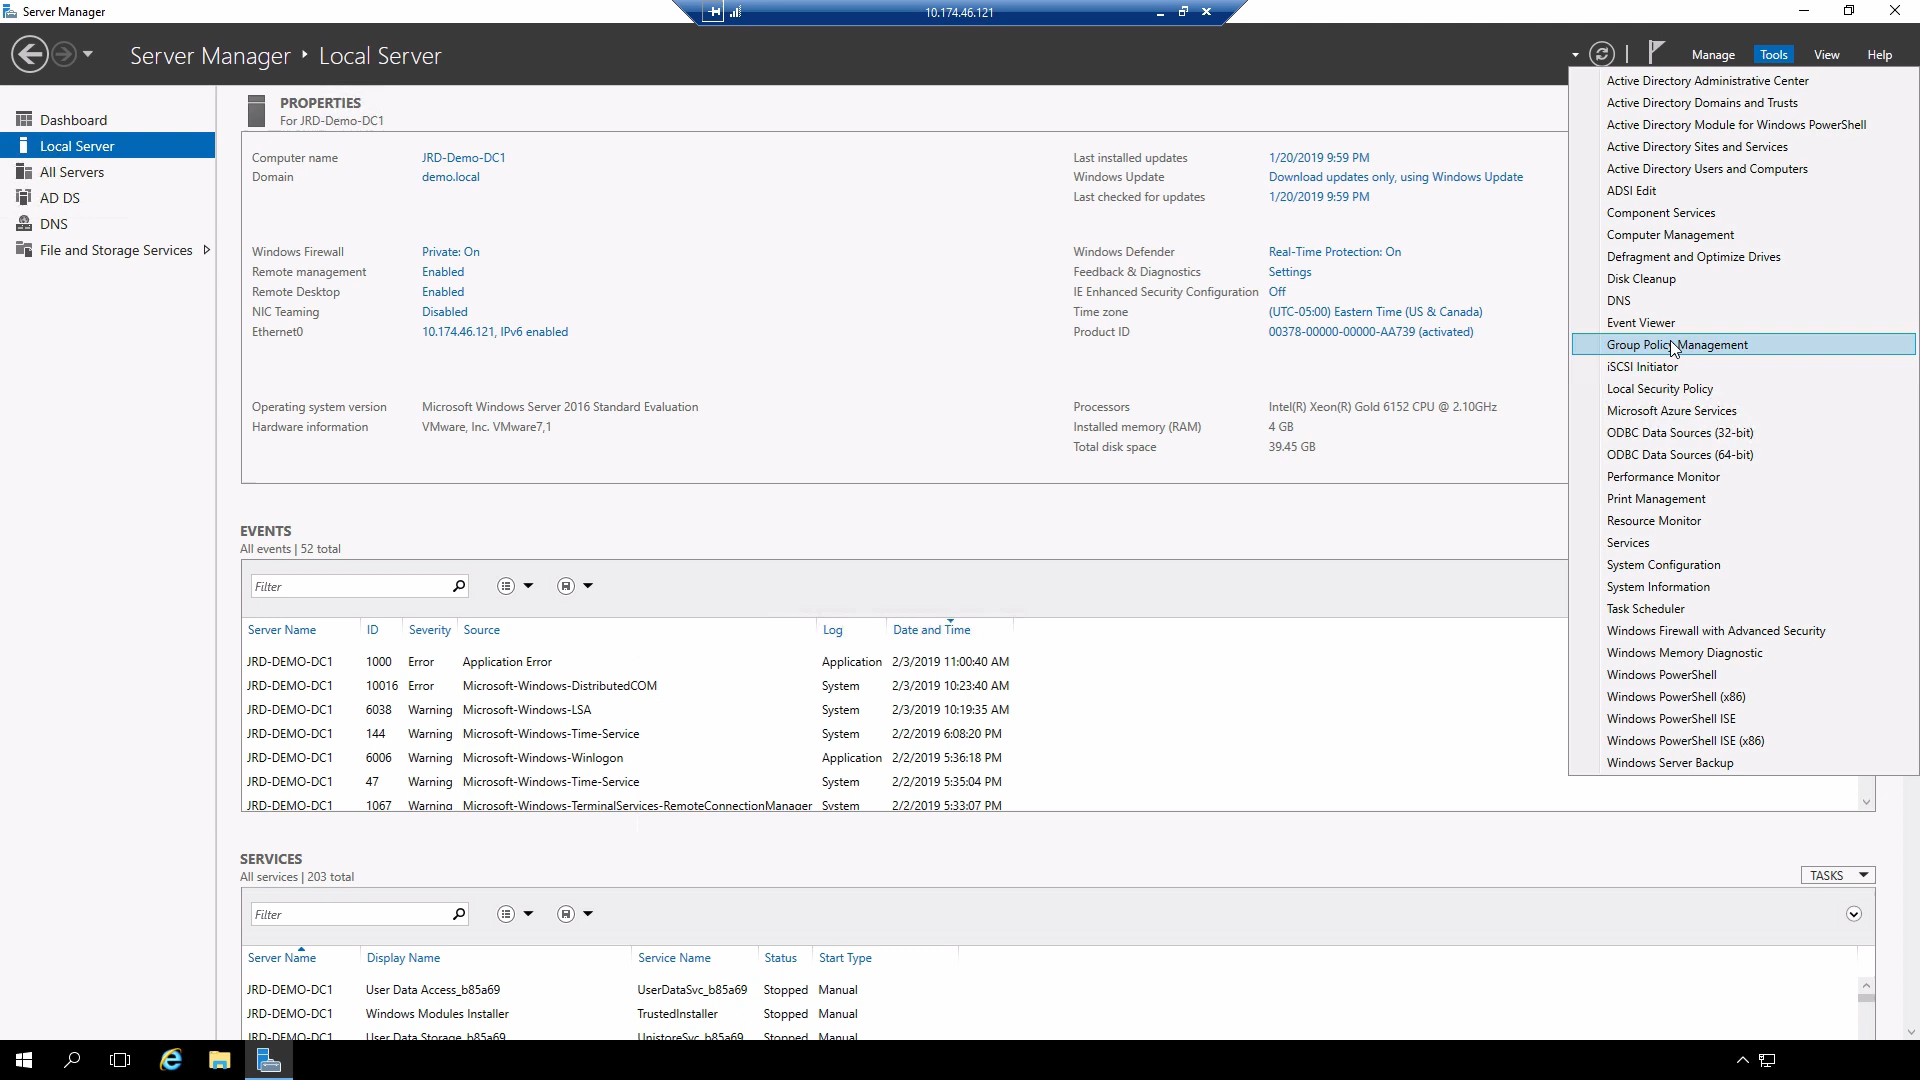 Server Manager
10.174.46.121
Server Manager ‣ Local Server
Manage Tools View Help
Dashboard
Local Server
All Servers
AD DS
DNS
File and Storage Services
PROPERTIES
For JRD-Demo-DC1
Computer name JRD-Demo-DC1
Domain demo.local
Last installed updates 1/20/2019 9:59 PM
Windows Update Download updates only, using Windows Update
Last checked for updates 1/20/2019 9:59 PM
Windows Firewall Private: On
Remote management Enabled
Remote Desktop Enabled
NIC Teaming Disabled
Ethernet0 10.174.46.121, IPv6 enabled
Windows Defender Real-Time Protection: On
Feedback & Diagnostics Settings
IE Enhanced Security Configuration Off
Time zone (UTC-05:00) Eastern Time (US & Canada)
Product ID 00378-00000-00000-AA739 (activated)
Operating system version Microsoft Windows Server 2016 Standard Evaluation
Hardware information VMware, Inc. VMware7,1
Processors Intel(R) Xeon(R) Gold 6152 CPU @ 2.10GHz
Installed memory (RAM) 4 GB
Total disk space 39.45 GB
EVENTS
All events | 52 total
Filter
Server Name ID Severity Source Log Date and Time
JRD-DEMO-DC1 1000 Error Application Error Application 2/3/2019 11:00:40 AM
JRD-DEMO-DC1 10016 Error Microsoft-Windows-DistributedCOM System 2/3/2019 10:23:40 AM
JRD-DEMO-DC1 6038 Warning Microsoft-Windows-LSA System 2/3/2019 10:19:35 AM
JRD-DEMO-DC1 144 Warning Microsoft-Windows-Time-Service System 2/2/2019 6:08:20 PM
JRD-DEMO-DC1 6006 Warning Microsoft-Windows-Winlogon Application 2/2/2019 5:36:18 PM
JRD-DEMO-DC1 47 Warning Microsoft-Windows-Time-Service System 2/2/2019 5:35:04 PM
JRD-DEMO-DC1 1067 Warning Microsoft-Windows-TerminalServices-RemoteConnectionManager System 2/2/2019 5:33:07 PM
SERVICES
All services | 203 total
TASKS
Filter
Server Name Display Name Service Name Status Start Type
JRD-DEMO-DC1 User Data Access_b85a69 UserDataSvc_b85a69 Stopped Manual
JRD-DEMO-DC1 Windows Modules Installer TrustedInstaller Stopped Manual
JRD-DEMO-DC1 User Data Storage_b85a69 UnistoreSvc_b85a69 Stopped Manual
Active Directory Administrative Center
Active Directory Domains and Trusts
Active Directory Module for Windows PowerShell
Active Directory Sites and Services
Active Directory Users and Computers
ADSI Edit
Component Services
Computer Management
Defragment and Optimize Drives
Disk Cleanup
DNS
Event Viewer
Group Policy Management
iSCSI Initiator
Local Security Policy
Microsoft Azure Services
ODBC Data Sources (32-bit)
ODBC Data Sources (64-bit)
Performance Monitor
Print Management
Resource Monitor
Services
System Configuration
System Information
Task Scheduler
Windows Firewall with Advanced Security
Windows Memory Diagnostic
Windows PowerShell
Windows PowerShell (x86)
Windows PowerShell ISE
Windows PowerShell ISE (x86)
Windows Server Backup